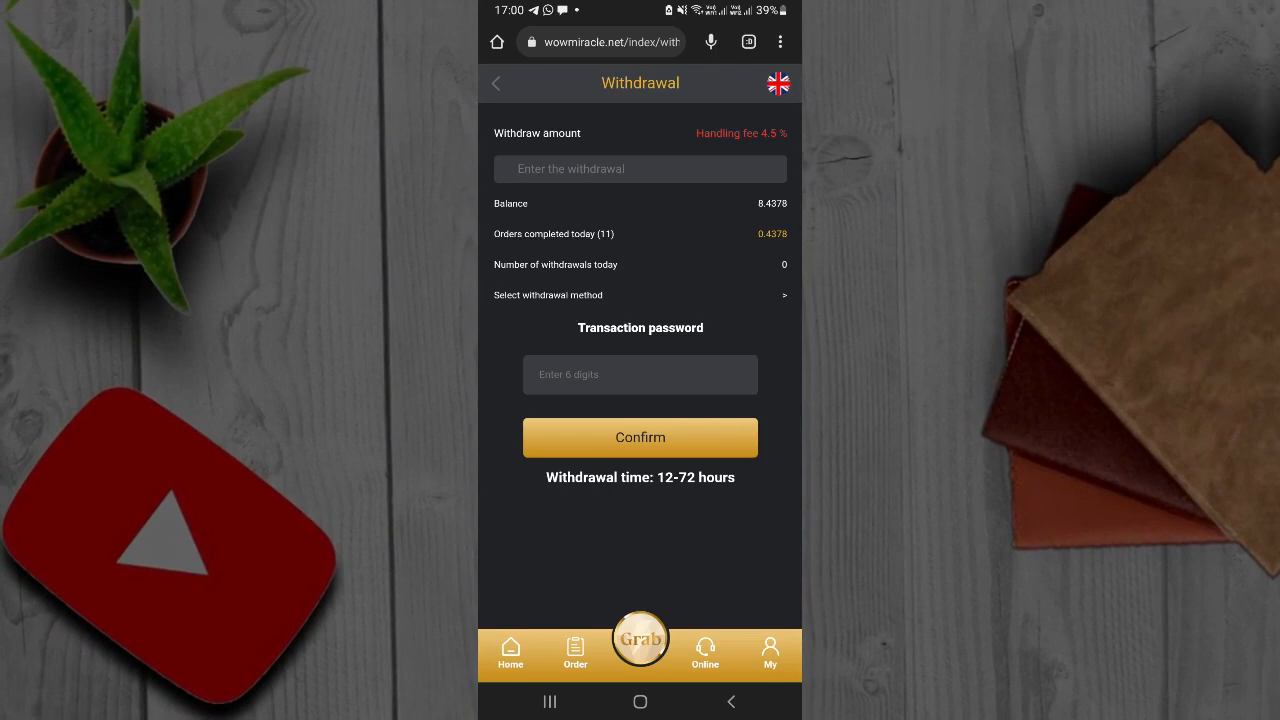 17:00 39%
wowmiracle.net/index/with
Withdrawal
Withdraw amount Handling fee 4.5 %
Enter the withdrawal
Balance 8.4378
Orders completed today (11) 0.4378
Number of withdrawals today 0
Select withdrawal method >
Transaction password
Enter 6 digits
Confirm
Withdrawal time: 12-72 hours
Grab
Home Order Online My